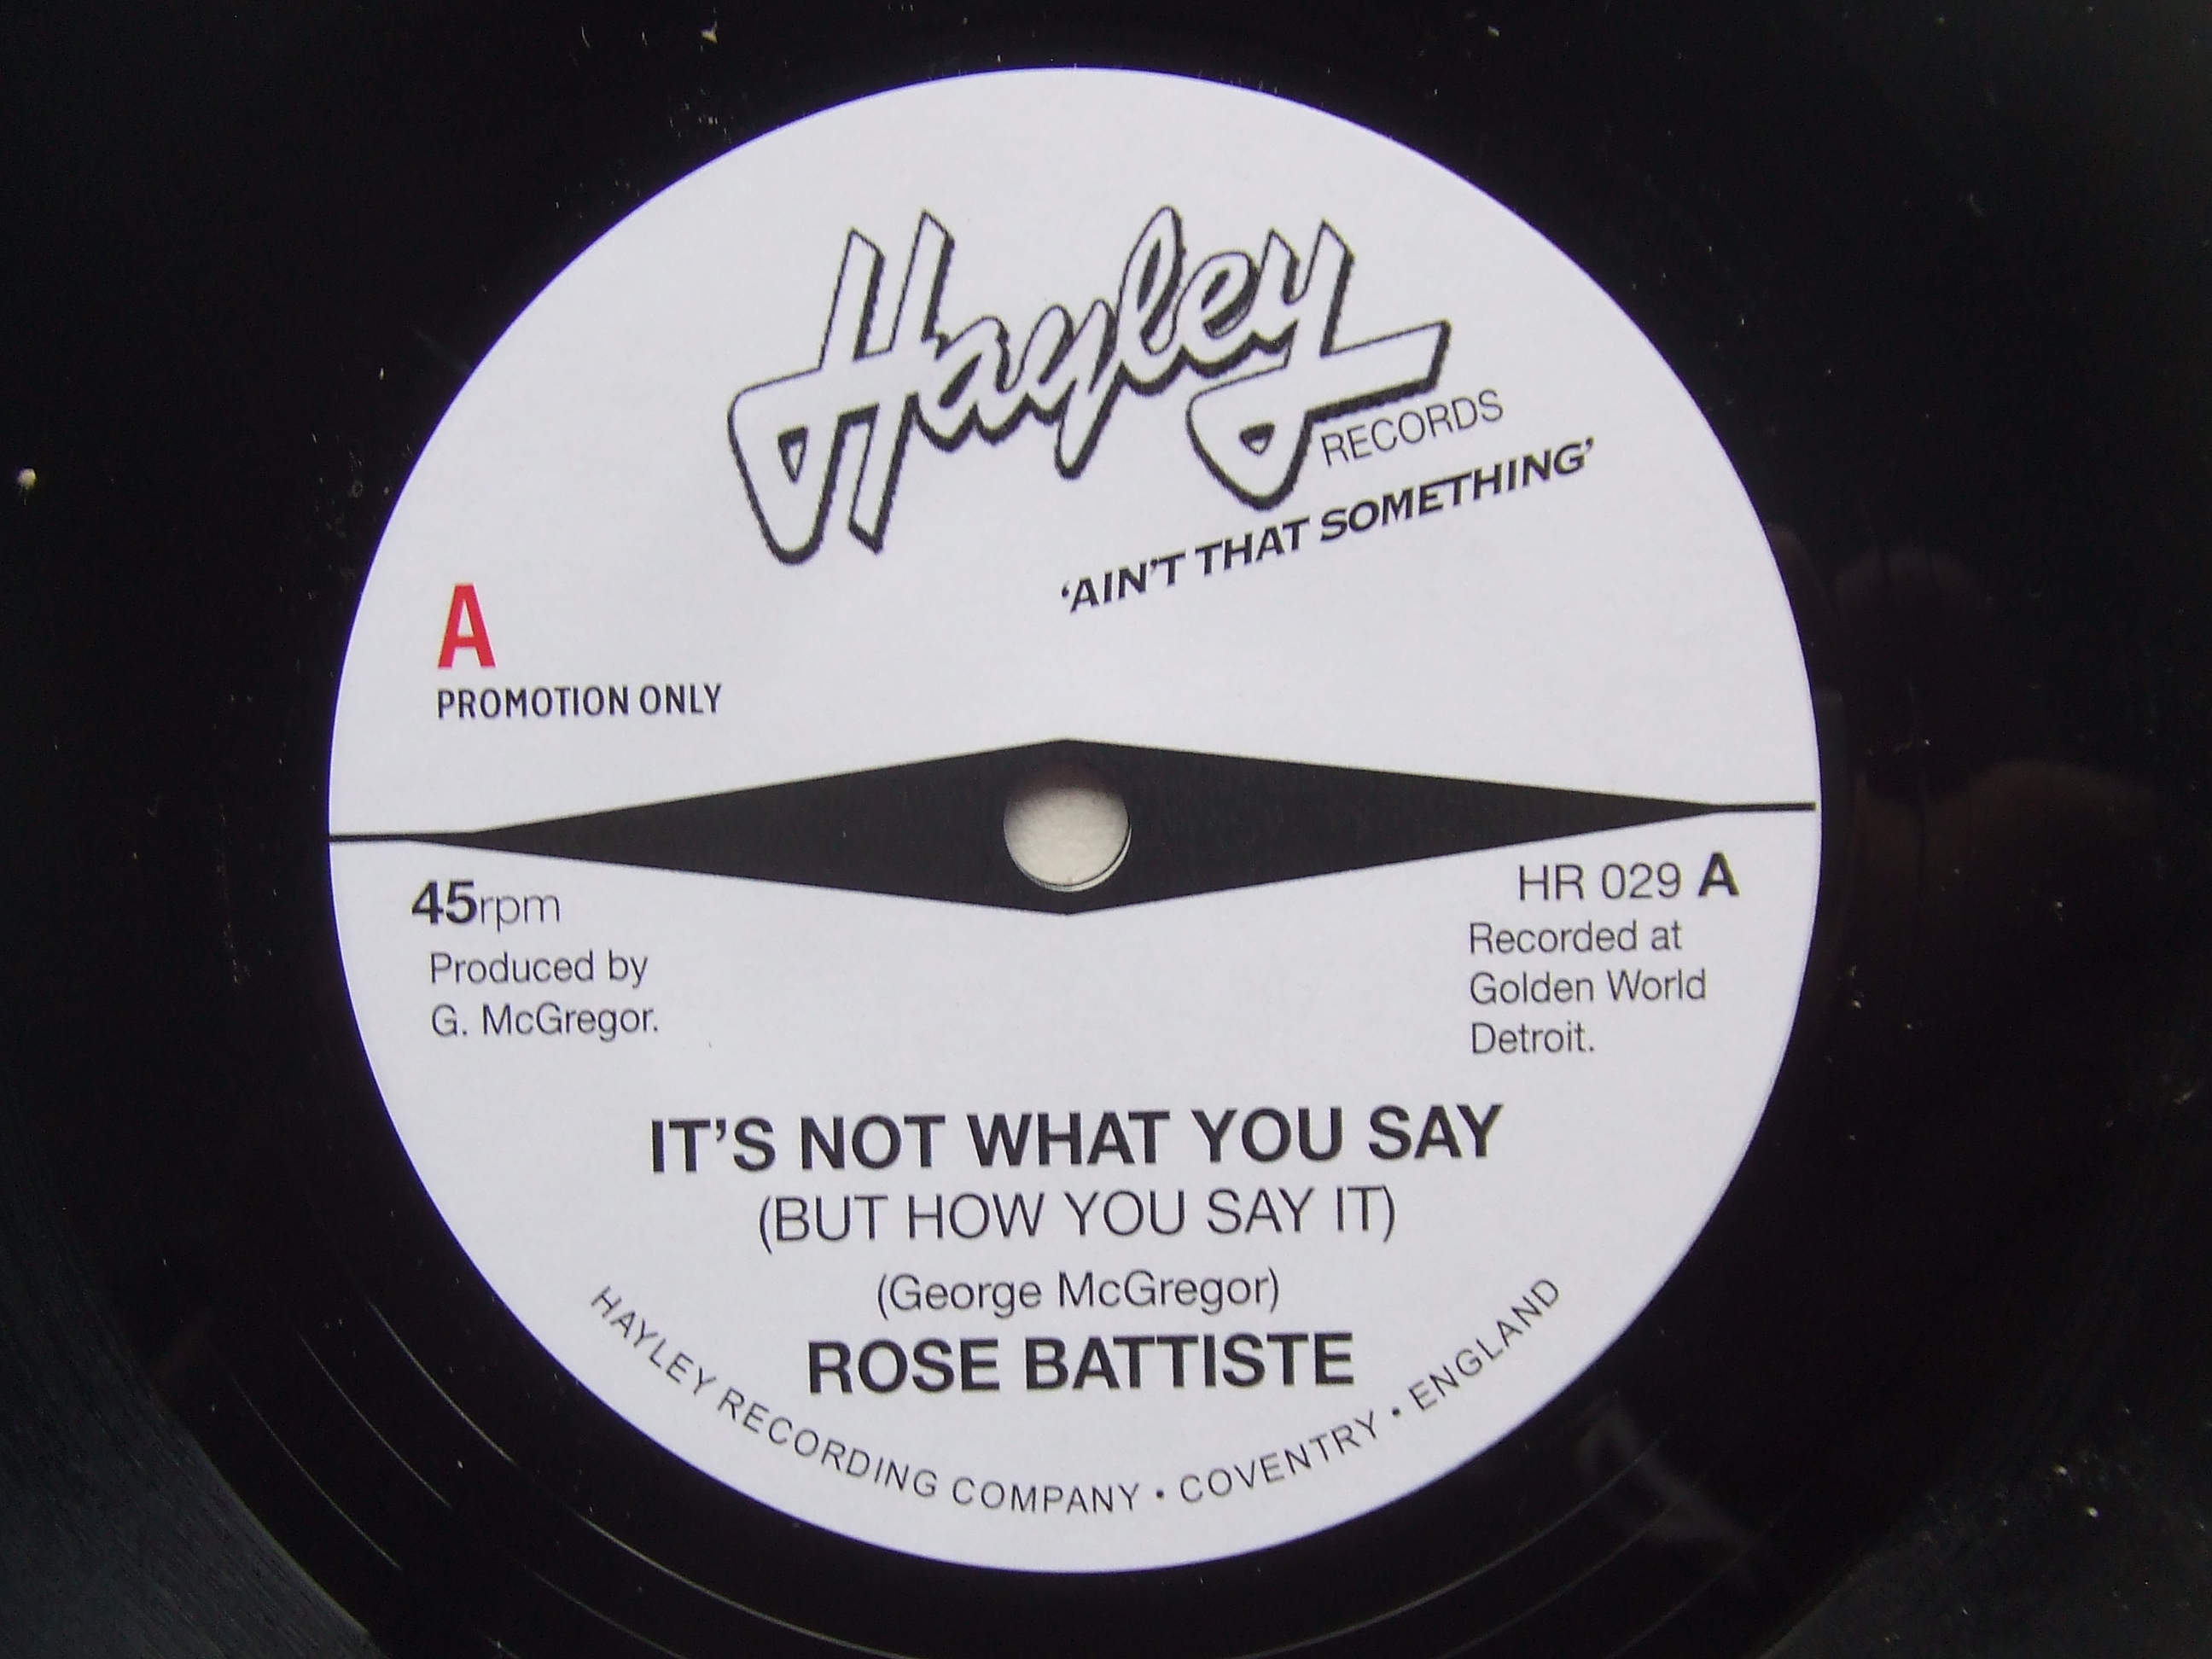 Hayley
RECORDS
‘AIN’T THAT SOMETHING’
A
PROMOTION ONLY
45rpm
Produced by
G. McGregor.
HR 029 A
Recorded at
Golden World
Detroit.
IT’S NOT WHAT YOU SAY
(BUT HOW YOU SAY IT)
(George McGregor)
ROSE BATTISTE
HAYLEY RECORDING COMPANY • COVENTRY • ENGLAND